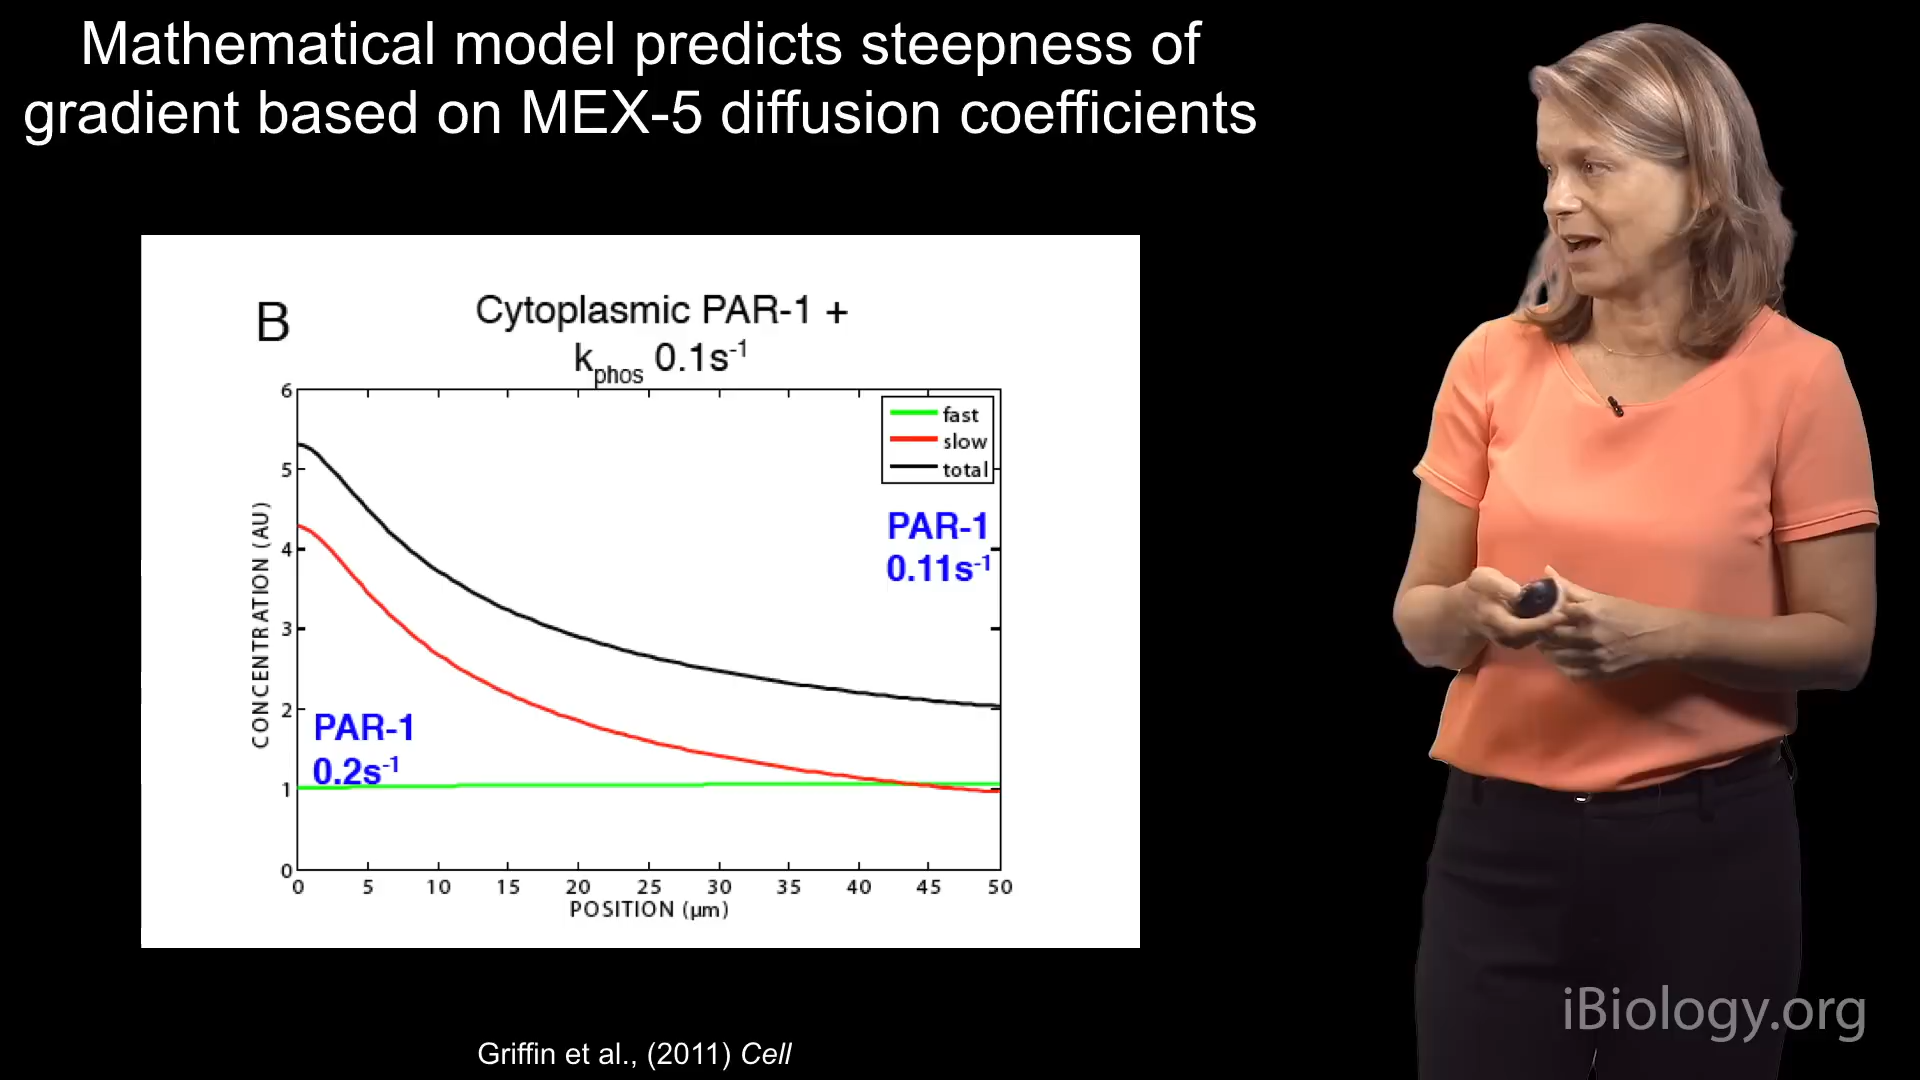 Mathematical model predicts steepness of
gradient based on MEX-5 diffusion coefficients
B
Cytoplasmic PAR-1 +
kphos 0.1s-1
6
5
4
3
2
1
0
CONCENTRATION (AU)
fast
slow
total
PAR-1
0.11s-1
PAR-1
0.2s-1
0 5 10 15 20 25 30 35 40 45 50
POSITION (µm)
Griffin et al., (2011) Cell
iBiology.org